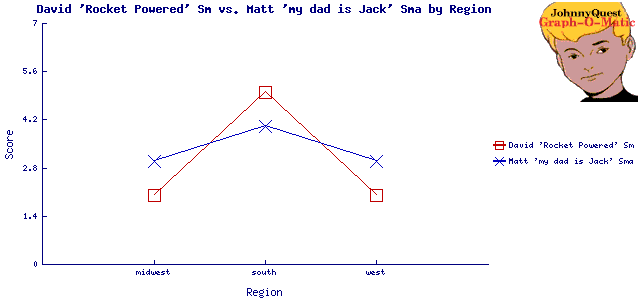 David 'Rocket Powered' Sm vs. Matt 'my dad is Jack' Sma by Region
JohnnyQuest
Graph-O-Matic
7
5.6
4.2
2.8
1.4
0
Score
midwest south west
Region
David 'Rocket Powered' Sm
Matt 'my dad is Jack' Sma